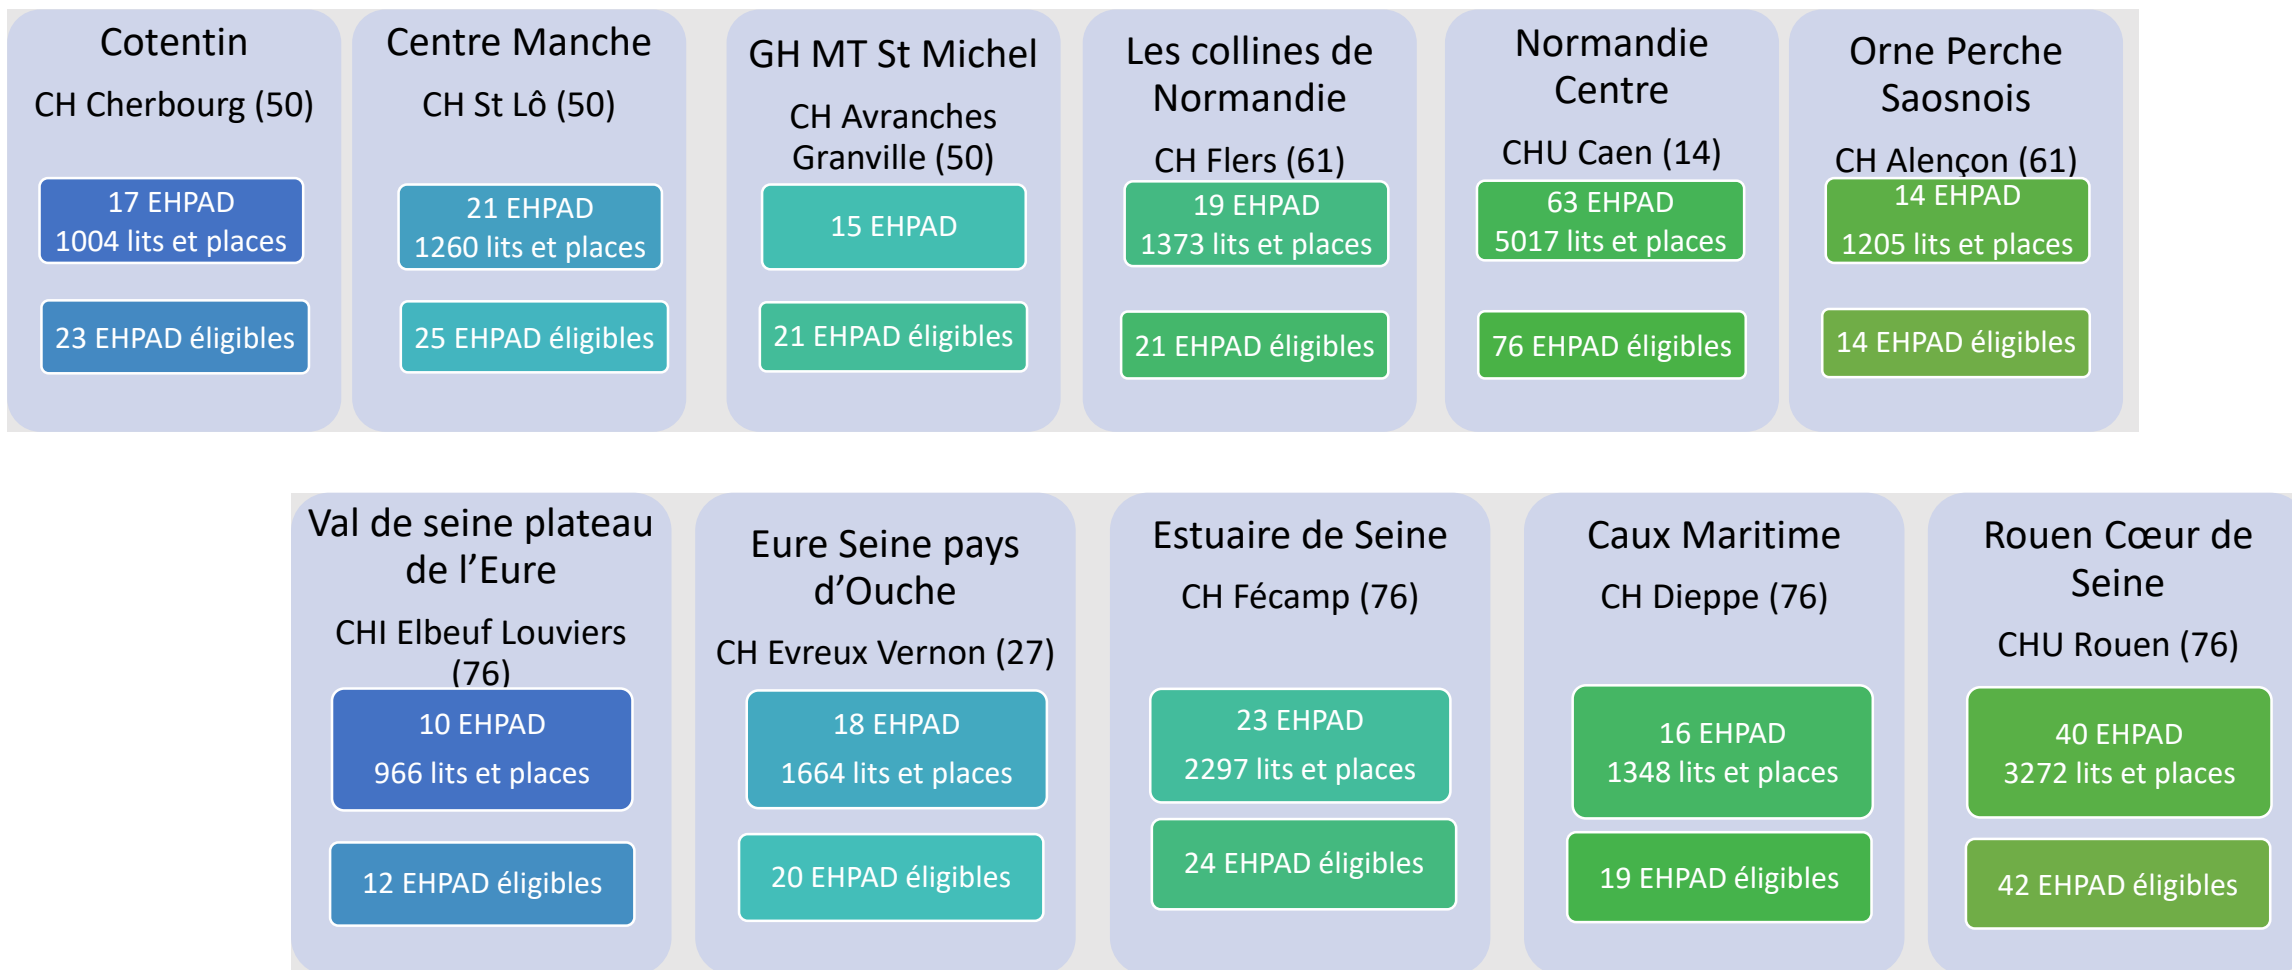 Cotentin
CH Cherbourg (50)
17 EHPAD
1004 lits et places
23 EHPAD éligibles
Centre Manche
CH St Lô (50)
21 EHPAD
1260 lits et places
25 EHPAD éligibles
GH MT St Michel
CH Avranches
Granville (50)
15 EHPAD
21 EHPAD éligibles
Les collines de
Normandie
CH Flers (61)
19 EHPAD
1373 lits et places
21 EHPAD éligibles
Normandie
Centre
CHU Caen (14)
63 EHPAD
5017 lits et places
76 EHPAD éligibles
Orne Perche
Saosnois
CH Alençon (61)
14 EHPAD
1205 lits et places
14 EHPAD éligibles
Val de seine plateau
de l’Eure
CHI Elbeuf Louviers
(76)
10 EHPAD
966 lits et places
12 EHPAD éligibles
Eure Seine pays
d’Ouche
CH Evreux Vernon (27)
18 EHPAD
1664 lits et places
20 EHPAD éligibles
Estuaire de Seine
CH Fécamp (76)
23 EHPAD
2297 lits et places
24 EHPAD éligibles
Caux Maritime
CH Dieppe (76)
16 EHPAD
1348 lits et places
19 EHPAD éligibles
Rouen Cœur de
Seine
CHU Rouen (76)
40 EHPAD
3272 lits et places
42 EHPAD éligibles